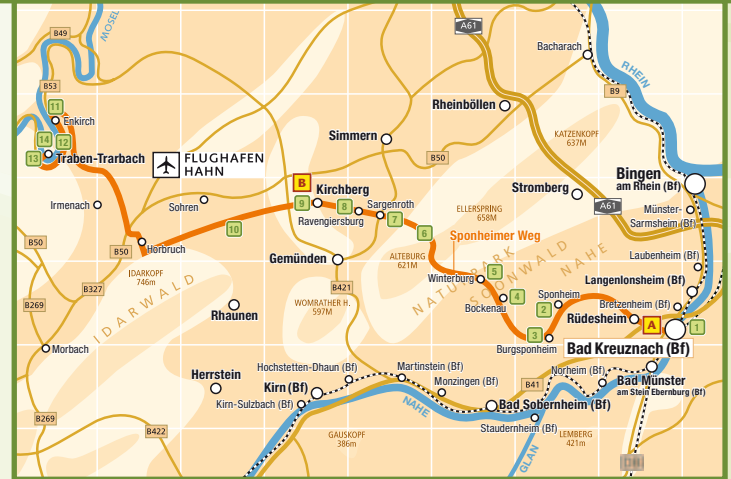 B49
MOSEL
A61
Bacharach
RHEIN
B53
B9
11
Enkirch
Rheinböllen
KATZENKOPF
637M
14
12
13
Traben-Trarbach
FLUGHAFEN
HAHN
Simmern
B50
Bingen
am Rhein (Bf)
B
Kirchberg
Stromberg
Irmenach
Sohren
9
8
Sargenroth
Ravengiersburg
7
ELLERSPRING
658M
A61
Münster-
Sarmsheim (Bf)
10
6
Sponheimer Weg
B50
B50
Horbruch
Gemünden
ALTEBURG
621M
Laubenheim (Bf)
IDARKOPF
746m
NATURPARK
SOONWALD
NAHE
Winterburg
5
Langenlonsheim (Bf)
B327
B421
4
Sponheim
Bretzenheim (Bf)
B269
IDARWALD
WOMRATHER H.
597M
Bockenau
2
Rüdesheim
A
1
Rhaunen
3
Burgsponheim
Bad Kreuznach (Bf)
Morbach
Hochstetten-Dhaun (Bf)
Martinstein (Bf)
Norheim (Bf)
Herrstein
Kirn (Bf)
Monzingen (Bf)
B41
Bad Münster
am Stein Ebernburg (Bf)
Kirn-Sulzbach (Bf)
NAHE
Bad Sobernheim (Bf)
B269
B422
Staudernheim (Bf)
GAUSKOPF
386m
LEMBERG
421m
GLAN